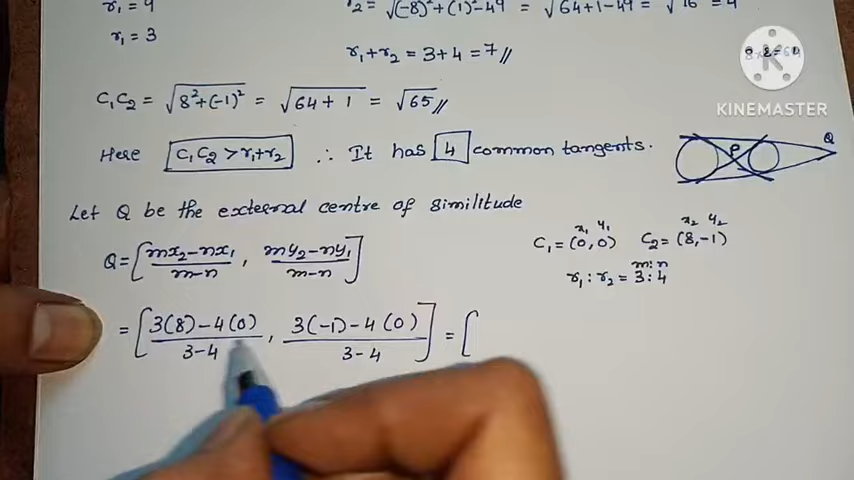 r₁ = √9 r₂ = √(-8)²+(1)²-49 = √64+1-49 = √16 = 4
r₁ = 3
r₁+r₂ = 3+4 = 7//
C₁C₂ = √8²+(-1)² = √64+1 = √65//
Here C₁C₂ > r₁+r₂ ∴ It has 4 common tangents.
P Q
Let Q be the external centre of similitude
Q = [mx₂-nx₁/m-n, my₂-ny₁/m-n]
x₁ y₁ x₂ y₂
C₁ = (0,0) C₂ = (8,-1)
m:n
r₁ : r₂ = 3 : 4
= [3(8)-4(0)/3-4, 3(-1)-4(0)/3-4] = [
KINEMASTER